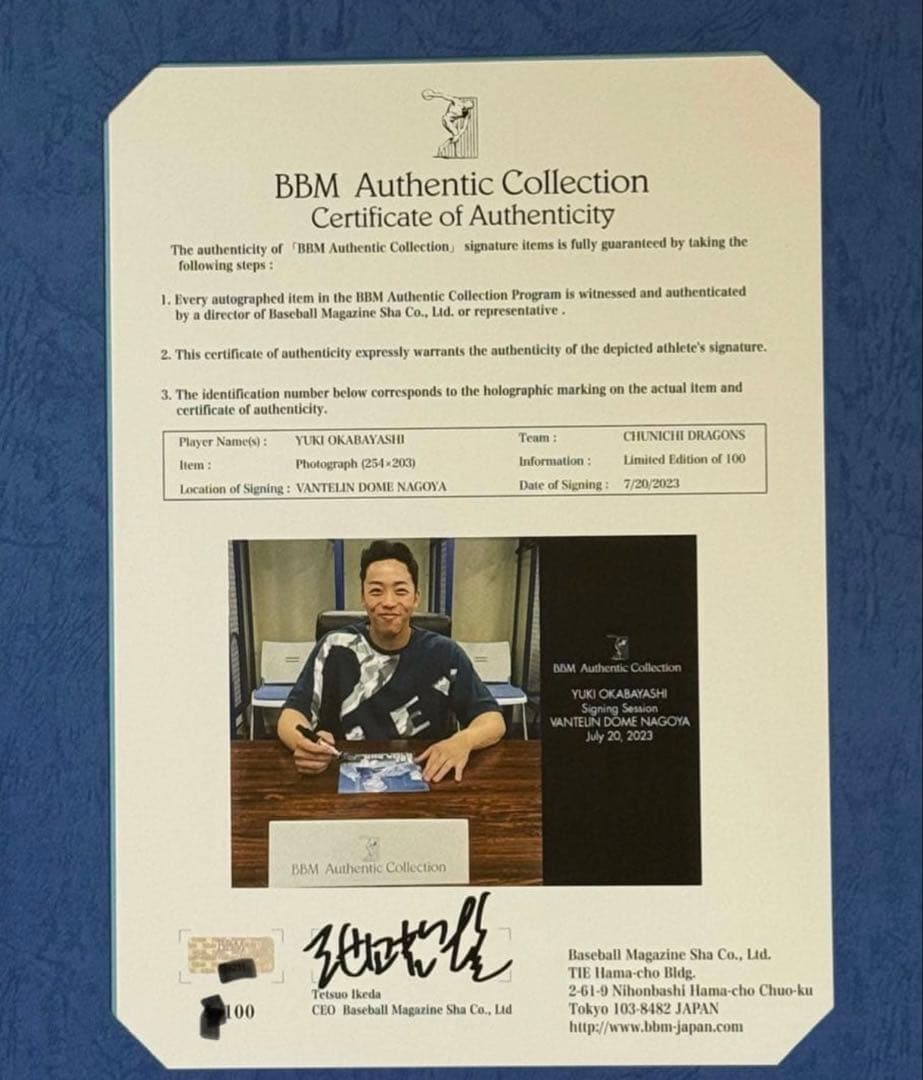 BBM Authentic Collection
Certificate of Authenticity
The authenticity of「BBM Authentic Collection」signature items is fully guaranteed by taking the
following steps :
1. Every autographed item in the BBM Authentic Collection Program is witnessed and authenticated
by a director of Baseball Magazine Sha Co., Ltd. or representative .
2. This certificate of authenticity expressly warrants the authenticity of the depicted athlete's signature.
3. The identification number below corresponds to the holographic marking on the actual item and
certificate of authenticity.
Player Name(s) : YUKI OKABAYASHI Team : CHUNICHI DRAGONS
Item : Photograph (254×203) Information : Limited Edition of 100
Location of Signing : VANTELIN DOME NAGOYA Date of Signing : 7/20/2023
BBM Authentic Collection
YUKI OKABAYASHI
Signing Session
VANTELIN DOME NAGOYA
July 20, 2023
BBM Authentic Collection
BBM
100
Tetsuo Ikeda
CEO Baseball Magazine Sha Co., Ltd
Baseball Magazine Sha Co., Ltd.
TIE Hama-cho Bldg.
2-61-9 Nihonbashi Hama-cho Chuo-ku
Tokyo 103-8482 JAPAN
http://www.bbm-japan.com